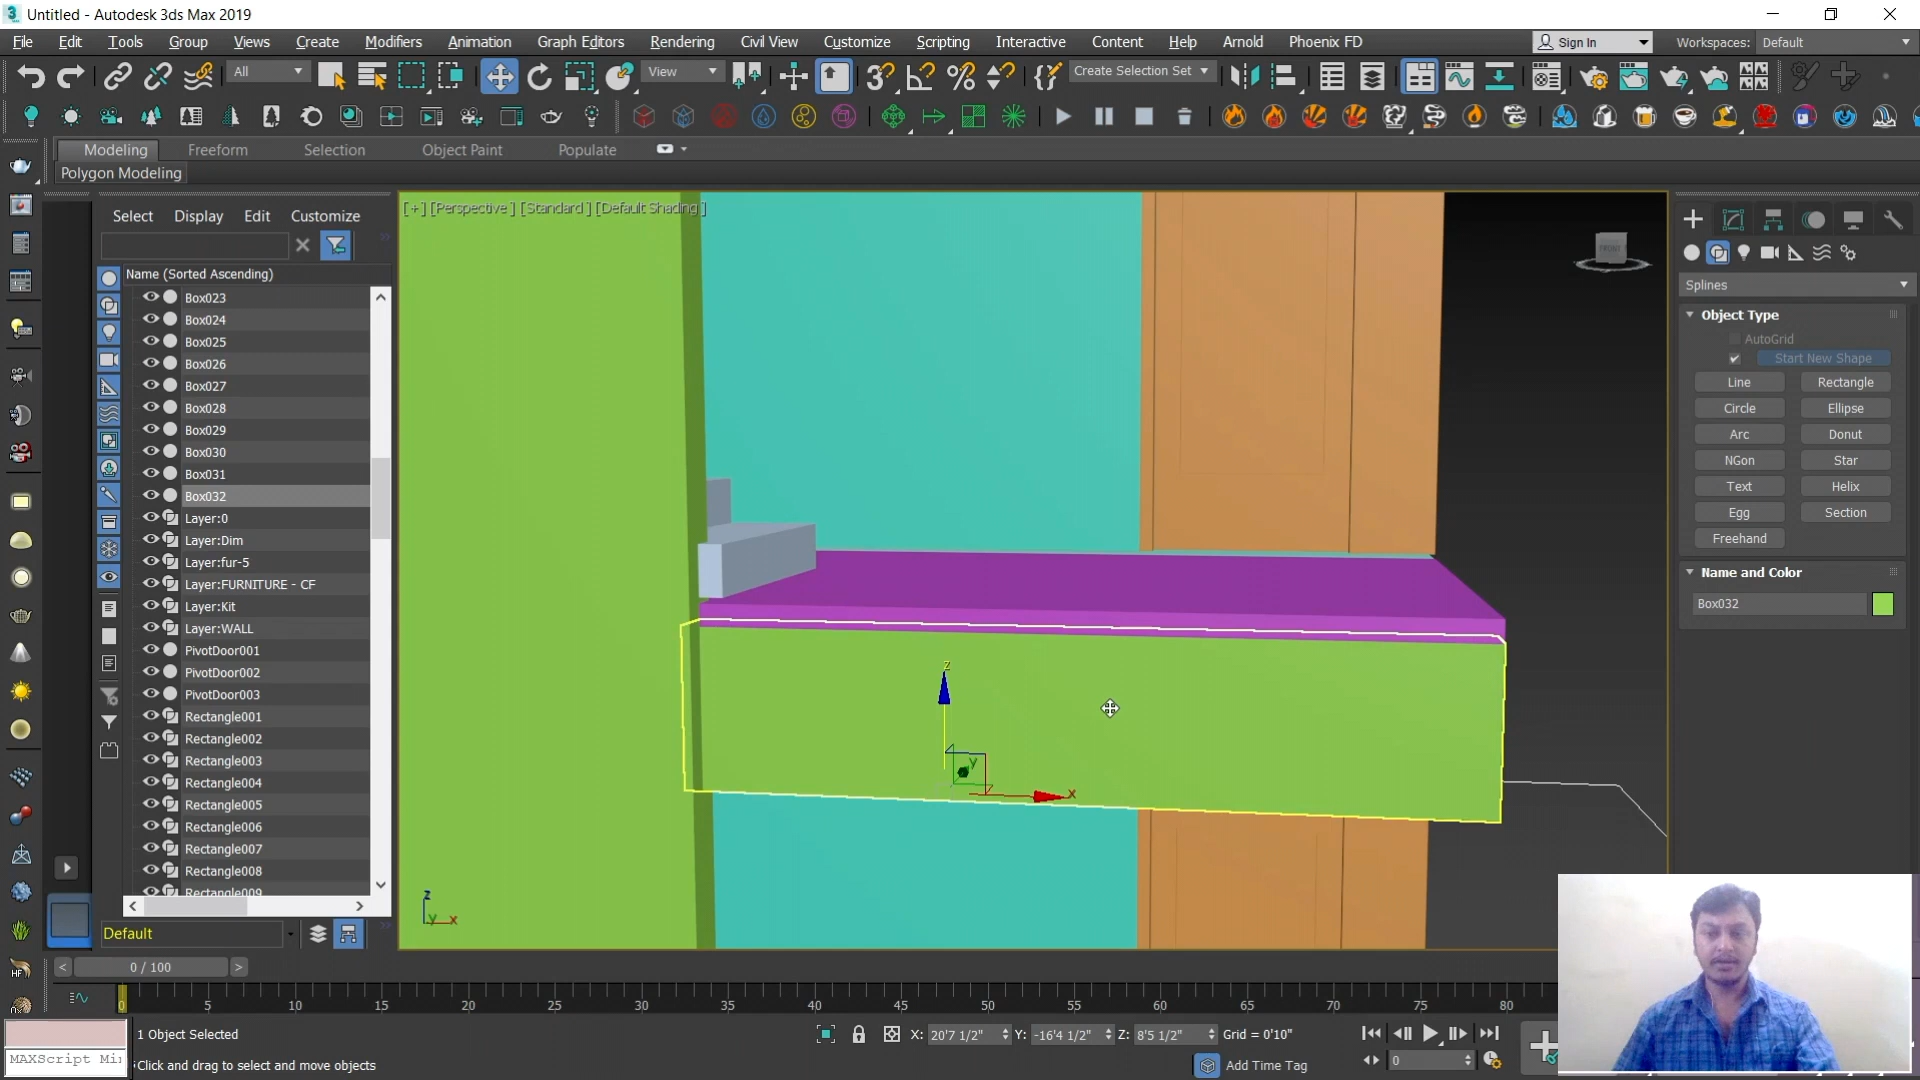 Untitled - Autodesk 3ds Max 2019
File Edit Tools Group Views Create Modifiers Animation Graph Editors Rendering Civil View Customize Scripting Interactive Content Help Arnold Phoenix FD
Sign In Workspaces: Default
All View Create Selection Set
Modeling Freeform Selection Object Paint Populate
Polygon Modeling
Select Display Edit Customize
Name (Sorted Ascending)
Box023
Box024
Box025
Box026
Box027
Box028
Box029
Box030
Box031
Box032
Layer:0
Layer:Dim
Layer:fur-5
Layer:FURNITURE - CF
Layer:Kit
Layer:WALL
PivotDoor001
PivotDoor002
PivotDoor003
Rectangle001
Rectangle002
Rectangle003
Rectangle004
Rectangle005
Rectangle006
Rectangle007
Rectangle008
Rectangle009
Default
[+] [Perspective] [Standard] [Default Shading]
FRONT
z
y
x
z
y x
Splines
Object Type
AutoGrid
Start New Shape
Line Rectangle
Circle Ellipse
Arc Donut
NGon Star
Text Helix
Egg Section
Freehand
Name and Color
Box032
< 0 / 100 >
0 5 10 15 20 25 30 35 40 45 50 55 60 65 70 75 80
1 Object Selected
X: 20'7 1/2" Y: -16'4 1/2" Z: 8'5 1/2" Grid = 0'10"
MAXScript Mi
Click and drag to select and move objects
Add Time Tag
0